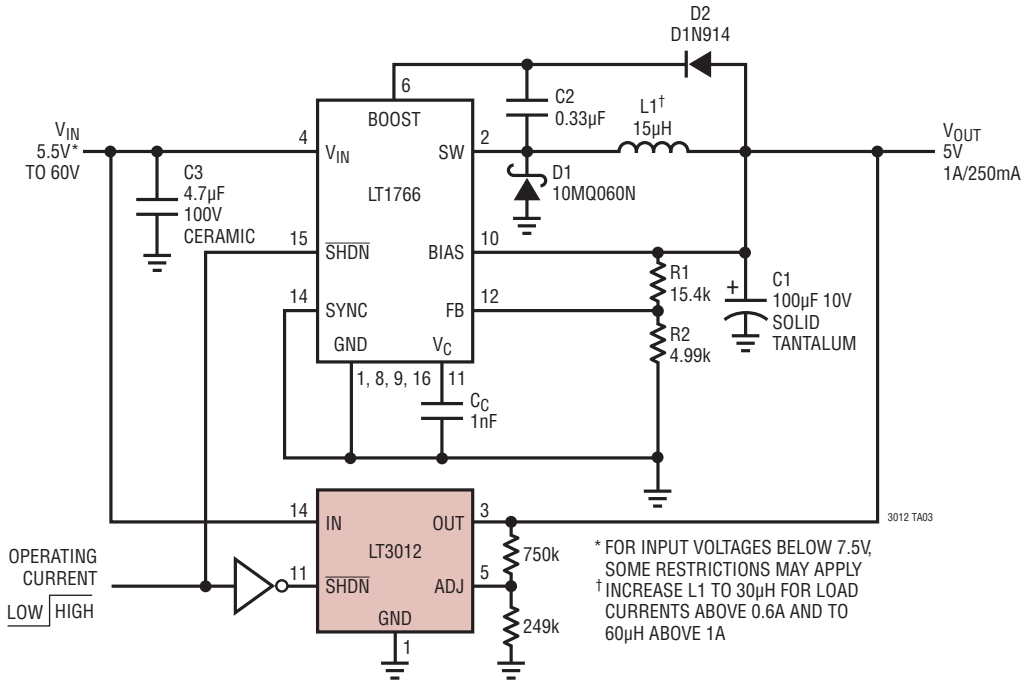 D2
D1N914
6
BOOST
C2
0.33µF
L1†
15µH
VIN
5.5V*
TO 60V
4
VIN
SW
2
VOUT
5V
1A/250mA
C3
4.7µF
100V
CERAMIC
LT1766
D1
10MQ060N
15
SHDN
BIAS
10
R1
15.4k
C1
+
100µF 10V
SOLID
TANTALUM
14
SYNC
FB
12
R2
4.99k
GND
VC
1, 8, 9, 16
11
CC
1nF
14
IN
OUT
3
3012 TA03
LT3012
750k
OPERATING
CURRENT
LOW HIGH
11
SHDN
ADJ
5
GND
249k
1
* FOR INPUT VOLTAGES BELOW 7.5V,
SOME RESTRICTIONS MAY APPLY
† INCREASE L1 TO 30µH FOR LOAD
CURRENTS ABOVE 0.6A AND TO
60µH ABOVE 1A